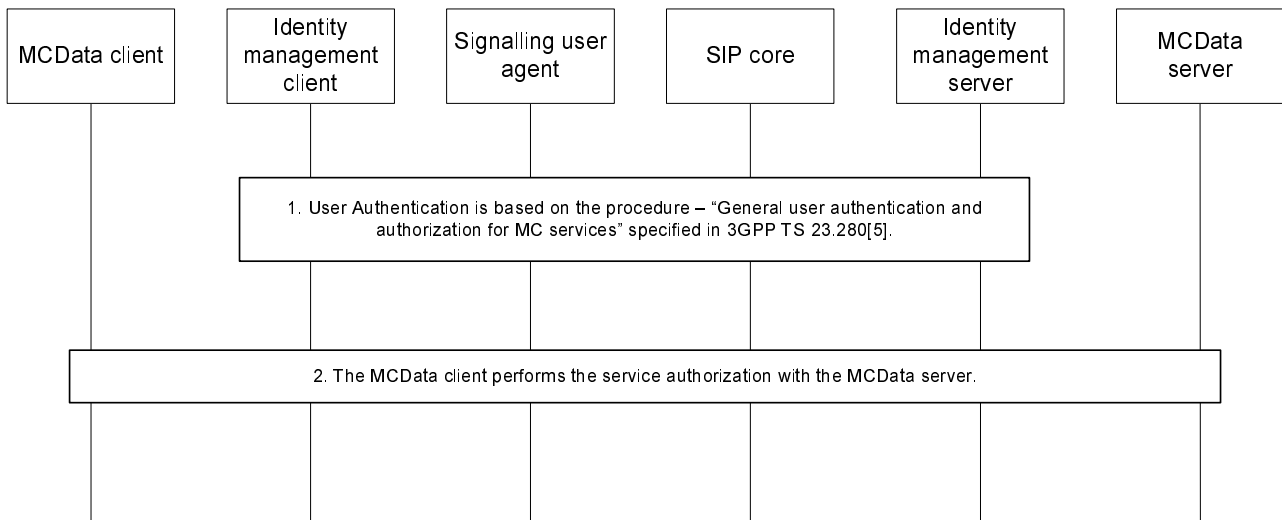 MCData client
Identity
management
client
Signalling user
agent
SIP core
Identity
management
server
MCData
server
1. User Authentication is based on the procedure – “General user authentication and
authorization for MC services” specified in 3GPP TS 23.280[5].
2. The MCData client performs the service authorization with the MCData server.